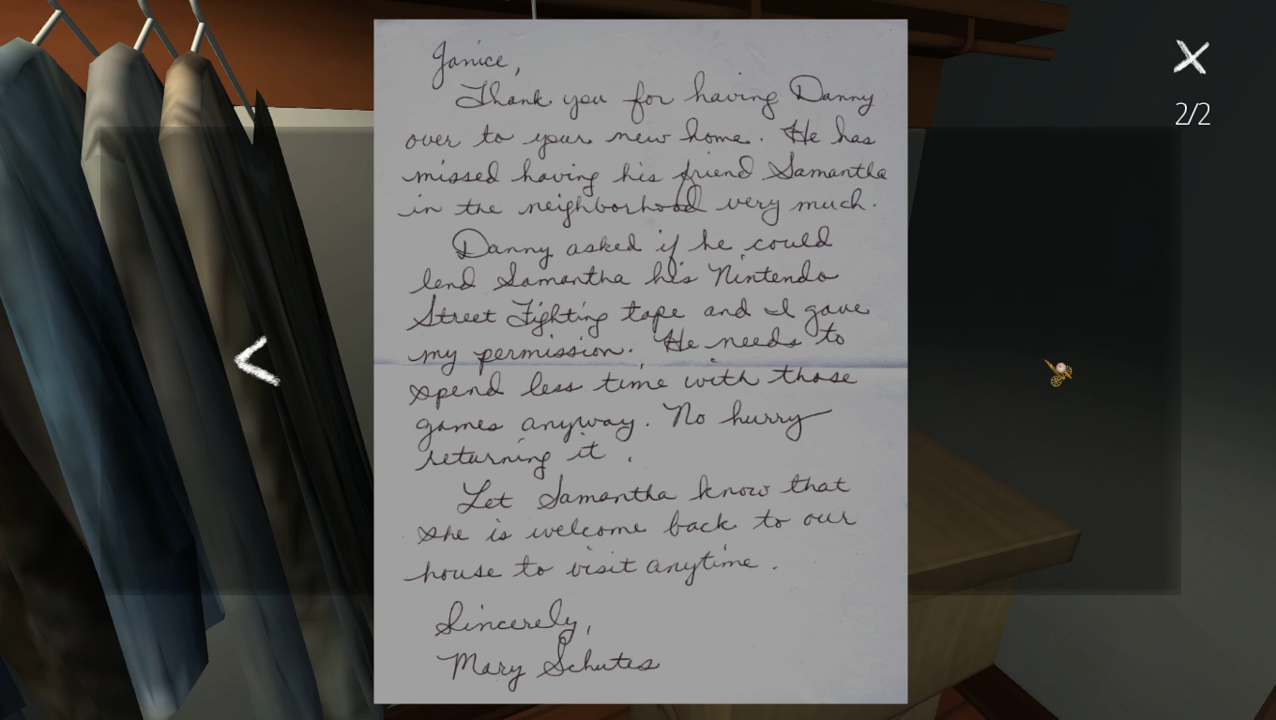 2/2
Janice,
Thank you for having Danny
over to your new home. He has
missed having his friend Samantha
in the neighborhood very much.
Danny asked if he could
lend Samantha his Nintendo
Street Fighting tape and I gave
my permission. He needs to
spend less time with those
games anyway. No hurry
returning it.
Let Samantha know that
she is welcome back to our
house to visit anytime.
Sincerely,
Mary Schutes